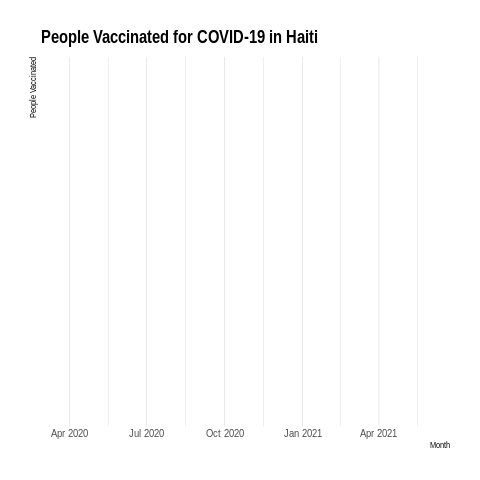 People Vaccinated for COVID-19 in Haiti
People Vaccinated
Apr 2020
Jul 2020
Oct 2020
Jan 2021
Apr 2021
Month